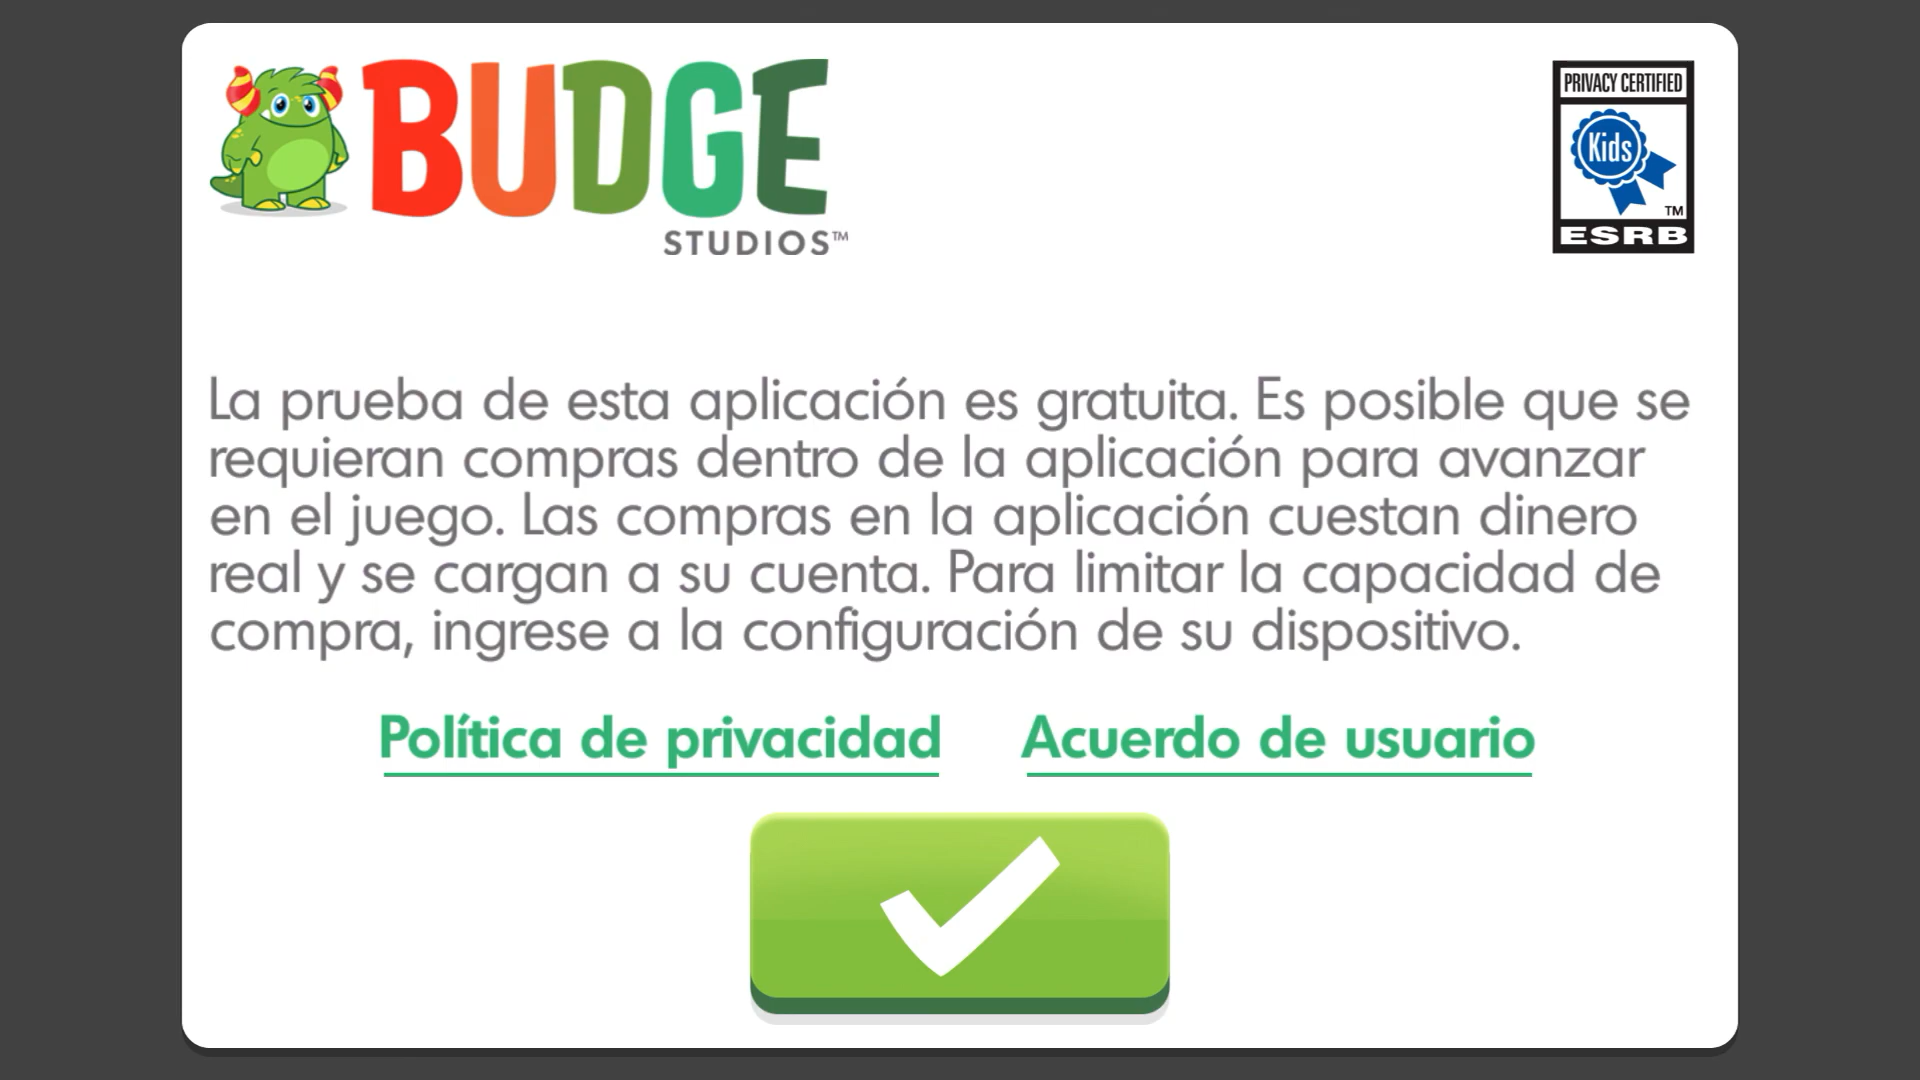 BUDGE
STUDIOS™
PRIVACY CERTIFIED
Kids
TM
ESRB
La prueba de esta aplicación es gratuita. Es posible que se
requieran compras dentro de la aplicación para avanzar
en el juego. Las compras en la aplicación cuestan dinero
real y se cargan a su cuenta. Para limitar la capacidad de
compra, ingrese a la configuración de su dispositivo.
Política de privacidad
Acuerdo de usuario